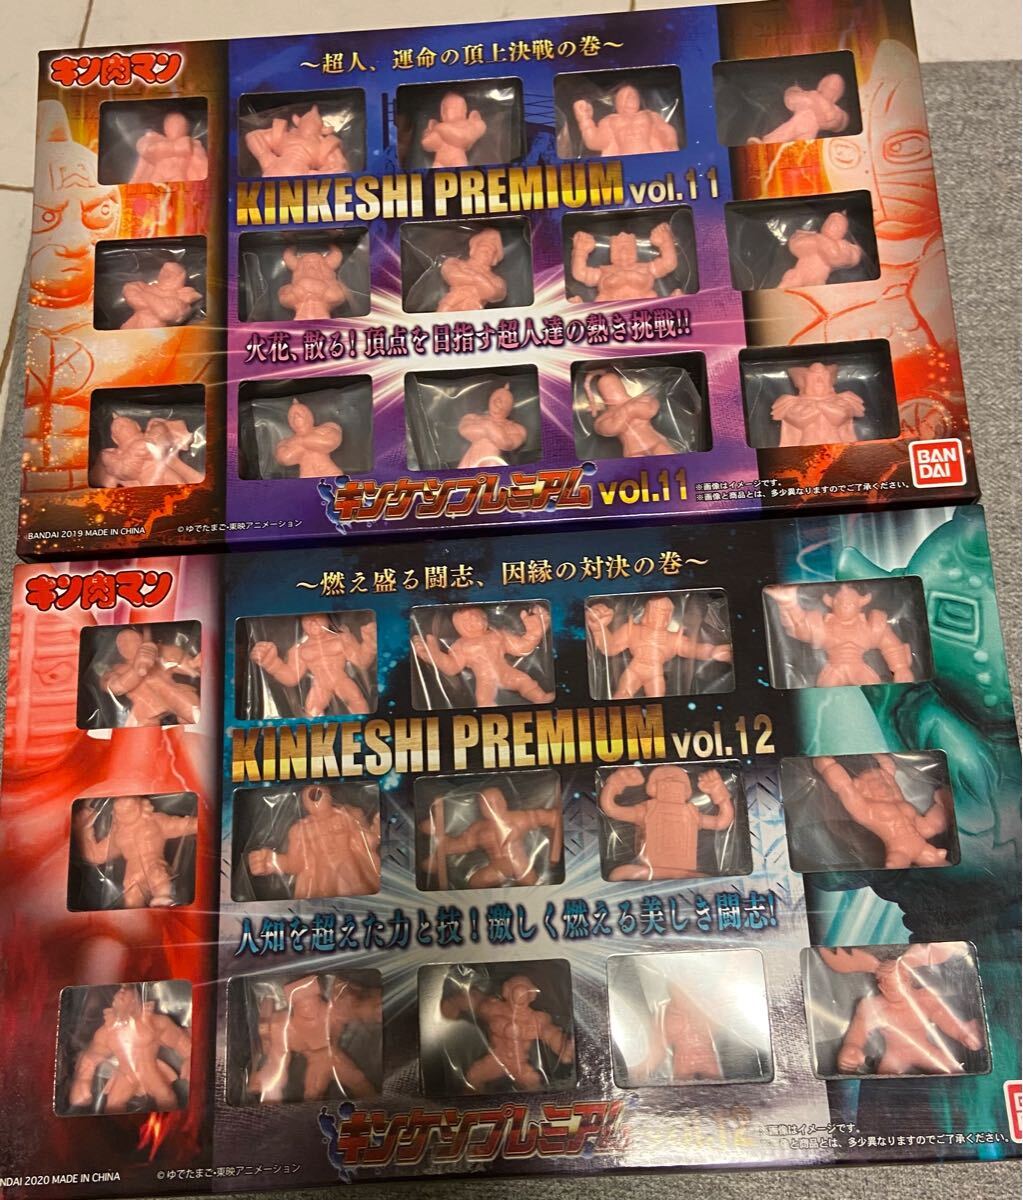 キン肉マン
～超人、運命の頂上決戦の巻～
KINKESHI PREMIUM vol.11
火花、散る!頂点を目指す超人達の熱き挑戦!!
キンケシプレミアム vol.11
※画像はイメージです。
※画像と商品とは、多少異なりますのでご了承ください。
BAN
DAI
BANDAI 2019 MADE IN CHINA
©ゆでたまご・東映アニメーション
キン肉マン
～燃え盛る闘志、因縁の対決の巻～
KINKESHI PREMIUM vol.12
人知を超えた力と技!激しく燃える美しき闘志!
キンケシプレミアム vol.12
※画像はイメージです。
画像と商品とは、多少異なりますのでご了承ください。
NDAI 2020 MADE IN CHINA
©ゆでたまご・東映アニメーション